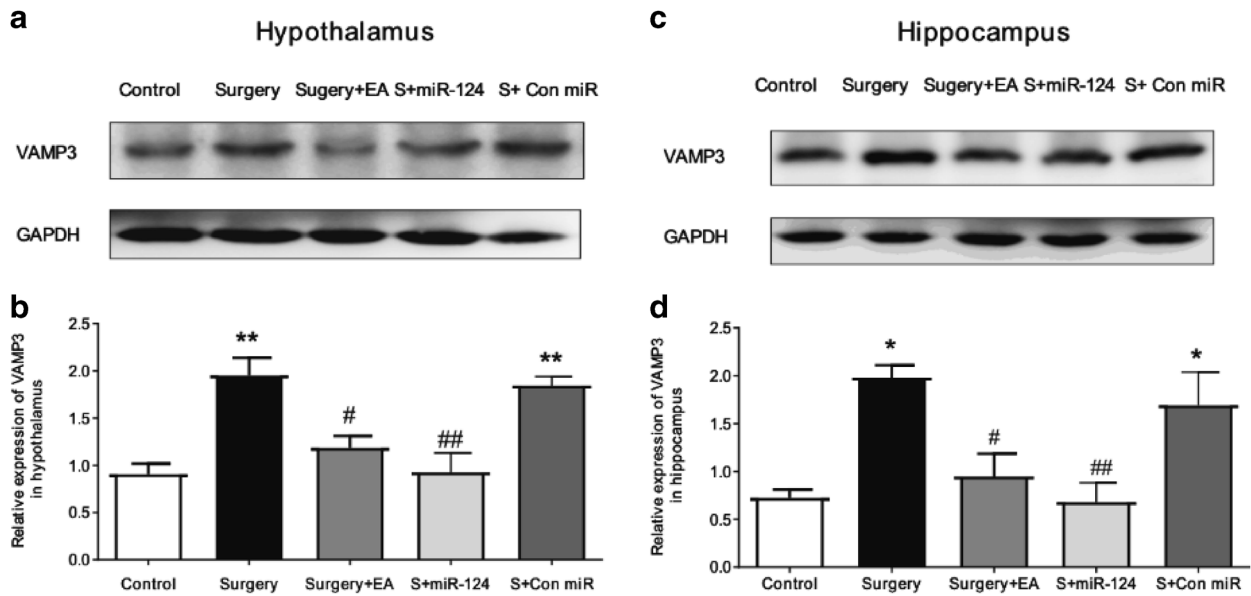 a
Hypothalamus
Control Surgery Sugery+EA S+miR-124 S+ Con miR
VAMP3
GAPDH
b
Relative expression of VAMP3
in hypothalamus
2.5
2.0
1.5
1.0
0.5
0.0
**
#
##
**
Control Surgery Surgery+EA S+miR-124 S+Con miR
c
Hippocampus
Control Surgery Sugery+EA S+miR-124 S+ Con miR
VAMP3
GAPDH
d
Relative expression of VAMP3
in hippocampus
2.5
2.0
1.5
1.0
0.5
0.0
*
#
##
*
Control Surgery Surgery+EA S+miR-124 S+Con miR